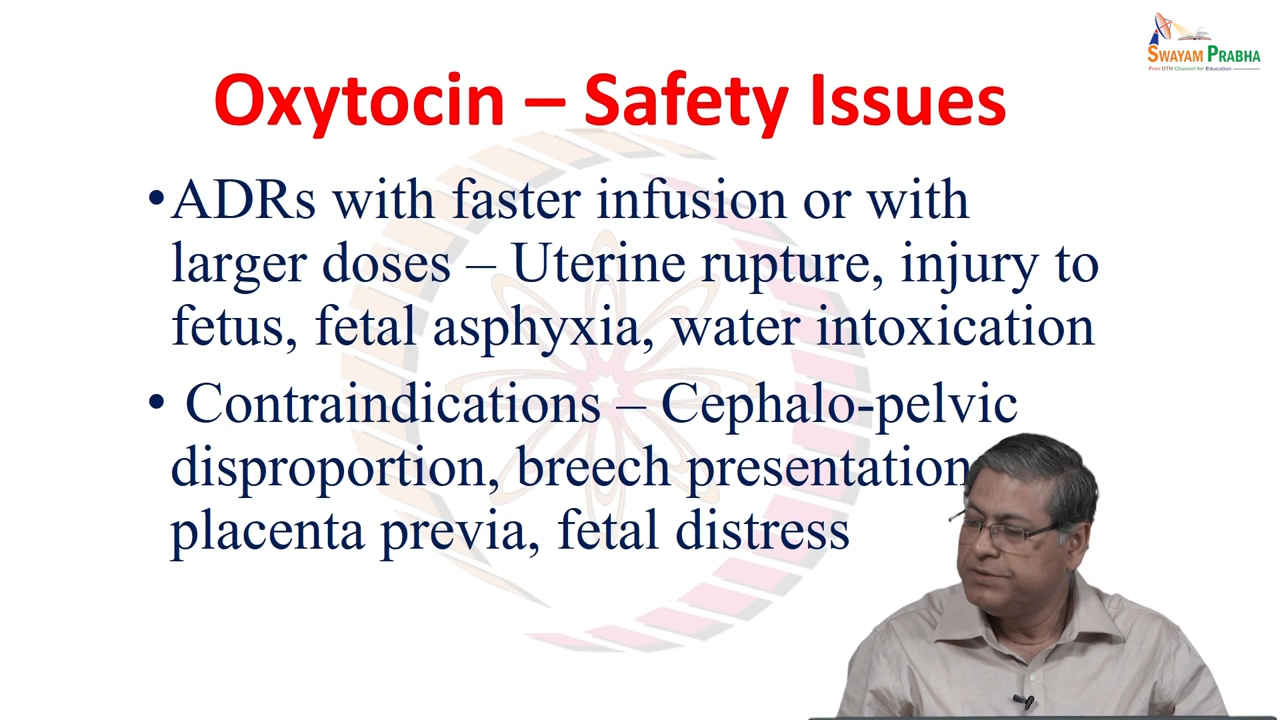 SWAYAM PRABHA
Free DTH Channel for Education
Oxytocin – Safety Issues
•ADRs with faster infusion or with
larger doses – Uterine rupture, injury to
fetus, fetal asphyxia, water intoxication
• Contraindications – Cephalo-pelvic
disproportion, breech presentation
placenta previa, fetal distress